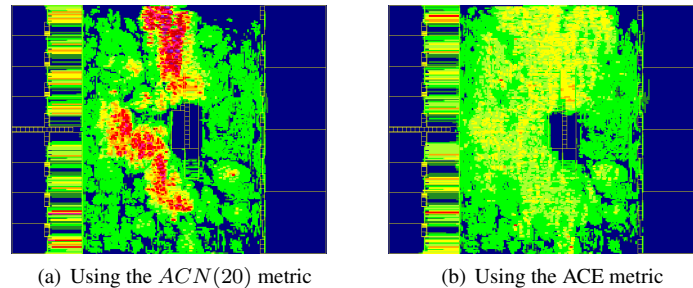 (a) Using the ACN(20) metric
(b) Using the ACE metric